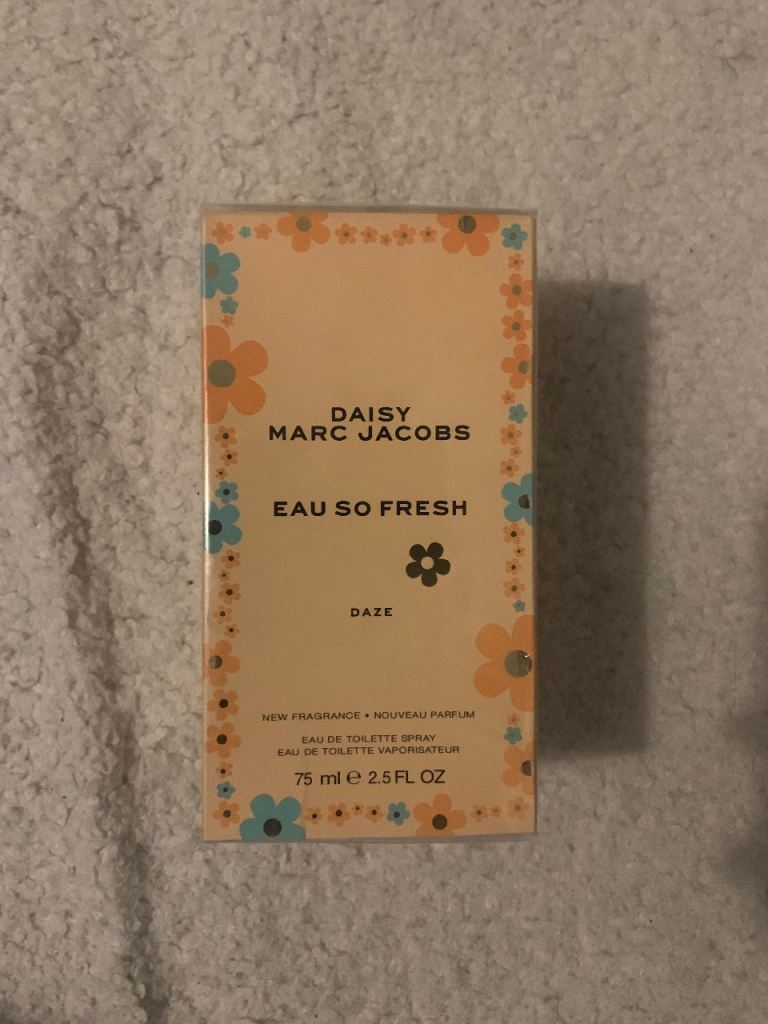 DAISY
MARC JACOBS
EAU SO FRESH
DAZE
NEW FRAGRANCE • NOUVEAU PARFUM
EAU DE TOILETTE SPRAY
EAU DE TOILETTE VAPORISATEUR
75 ml ℮ 2.5 FL OZ